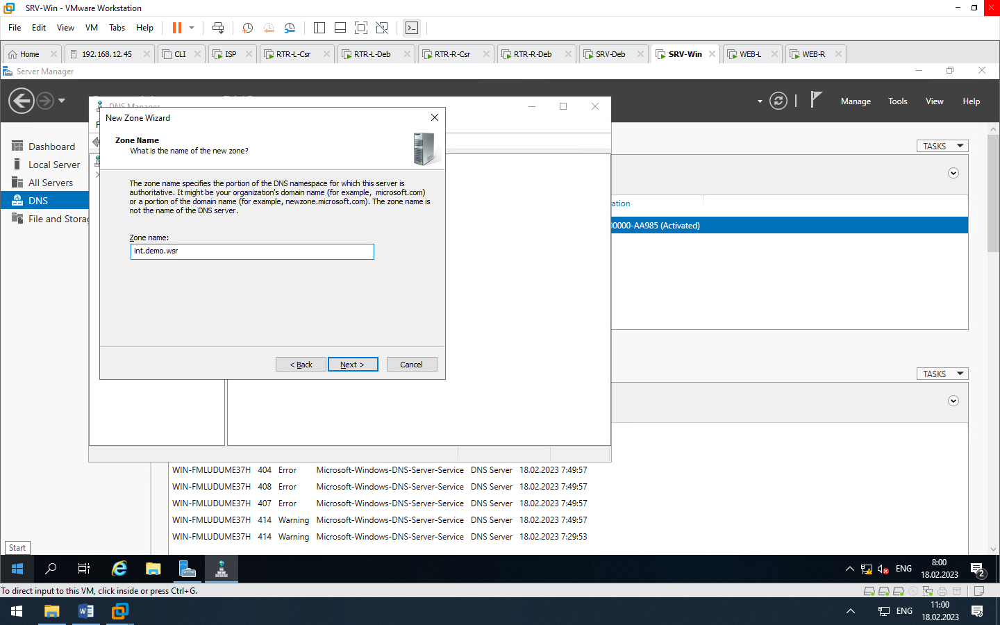 SRV-Win - VMware Workstation
File Edit View VM Tabs Help
Home 192.168.12.45 CLI ISP RTR-L-Csr RTR-L-Deb RTR-R-Csr RTR-R-Deb SRV-Deb SRV-Win WEB-L WEB-R
Server Manager
Manage Tools View Help
DNS Manager
New Zone Wizard
Zone Name
What is the name of the new zone?
Dashboard
Local Server
All Servers
DNS
File and Storag
TASKS
The zone name specifies the portion of the DNS namespace for which this server is
authoritative. It might be your organization's domain name (for example, microsoft.com)
or a portion of the domain name (for example, newzone.microsoft.com). The zone name is
not the name of the DNS server.
Zone name:
int.demo.wsr
< Back Next > Cancel
ation
00000-AA985 (Activated)
TASKS
WIN-FMLUDUME37H 404 Error Microsoft-Windows-DNS-Server-Service DNS Server 18.02.2023 7:49:57
WIN-FMLUDUME37H 408 Error Microsoft-Windows-DNS-Server-Service DNS Server 18.02.2023 7:49:57
WIN-FMLUDUME37H 407 Error Microsoft-Windows-DNS-Server-Service DNS Server 18.02.2023 7:49:57
WIN-FMLUDUME37H 414 Warning Microsoft-Windows-DNS-Server-Service DNS Server 18.02.2023 7:49:57
WIN-FMLUDUME37H 414 Warning Microsoft-Windows-DNS-Server-Service DNS Server 18.02.2023 7:29:53
Start
ENG
8:00
18.02.2023
2
To direct input to this VM, click inside or press Ctrl+G.
ENG
11:00
18.02.2023